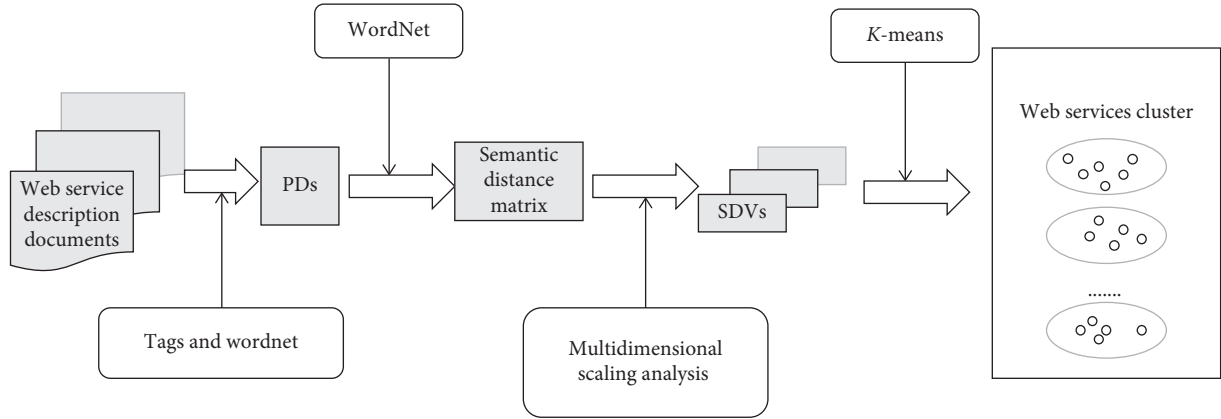 WordNet
K-means
Web services cluster
Web service
description
documents
PDs
Semantic
distance
matrix
SDVs
.......
Tags and wordnet
Multidimensional
scaling analysis